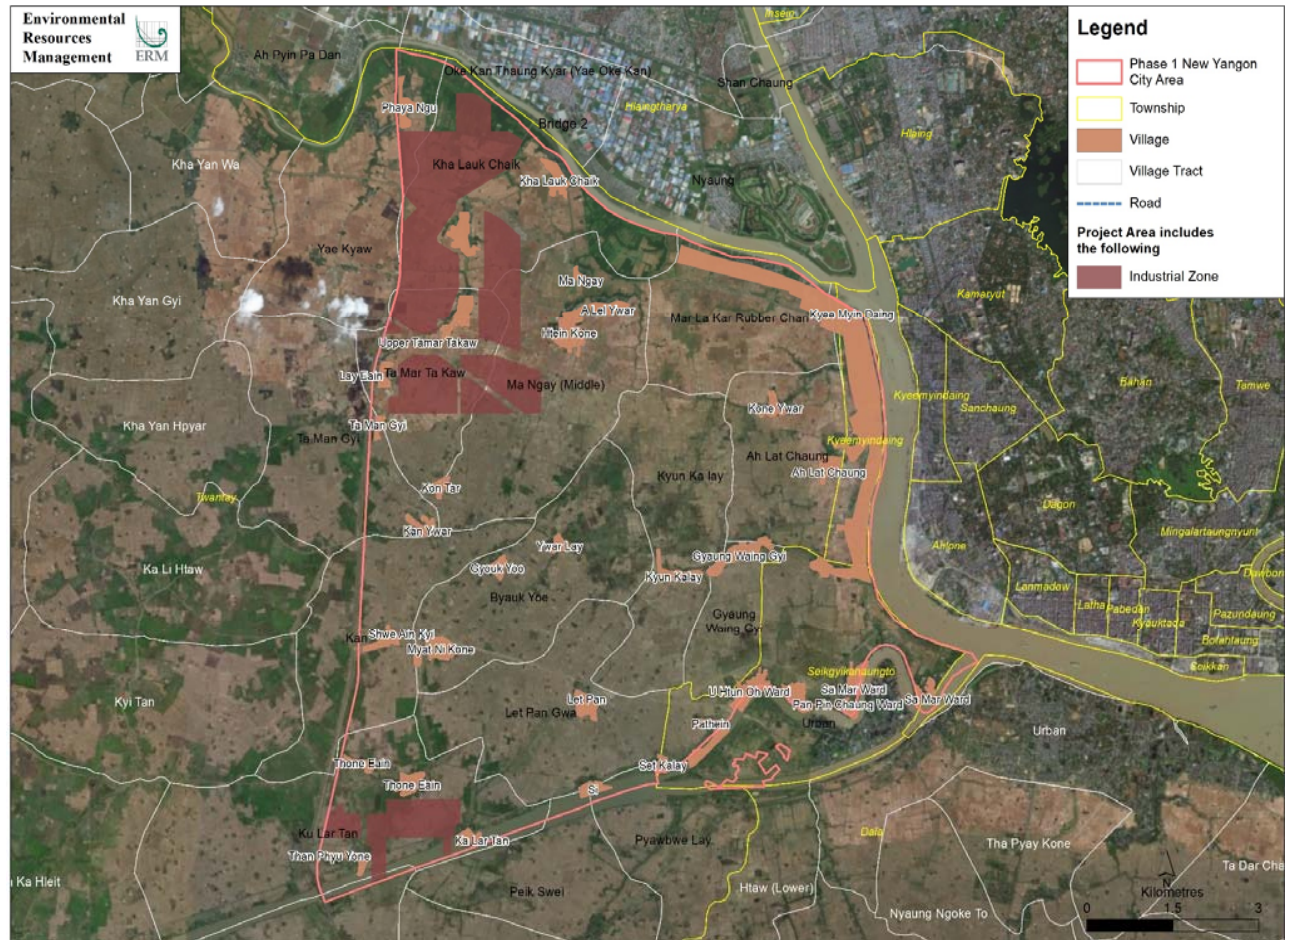 Environmental
Resources
Management
ERM
Legend
Phase 1 New Yangon
City Area
Township
Village
Village Tract
Road
Project Area includes
the following
Industrial Zone
Insein
Ah Pyin Pa Dan
Oke Kan Thaung Kyar (Yae Oke Kan)
Shan Chaung
Phaya Ngu
Hlaingtharya
Bridge 2
Hlaing
Kha Yan Wa
Kha Lauk Chaik
Kha Lauk Chaik
Nyaung
Yae Kyaw
Kha Yan Gyi
Ma Ngay
A Lel Ywar
Htein Kone
Mar La Kar Rubber Chan
Kyee Myin Daing
Kamaryut
Upper Tamar Takaw
Lay Eain
Ta Mar Ta Kaw
Ma Ngay (Middle)
Kyeemyindaing
Sanchaung
Bahan
Tamwe
Kone Ywar
Kha Yan Hpyar
Ta Man Gyi
Ta Man Gyi
Kyeemyindaing
Ah Lat Chaung
Ah Lat Chaung
Kyun Ka lay
Kon Tar
Twantay
Dagon
Mingalartaungnyunt
Kan Ywar
Ywar Lay
Ahlone
Gyaung Waing Gyi
Ka Li Htaw
Gyouk Yoo
Kyun Kalay
Dawbon
Lanmadaw
Latha
Pabedan
Kyauktada
Pazundaung
Botahtaung
Byauk Yoe
Gyaung
Waing Gyi
Kan
Shwe Ain Kyi
Myat Ni Kone
Seikkan
Seikgyikanaungto
Kyi Tan
Let Pan
Let Pan Gwa
U Htun Oh Ward
Sa Mar Ward
Pan Pin Chaung Ward
Sa Mar Ward
Pathein
Urban
Urban
Thone Eain
Set Kalay
Thone Eain
Si
Ku Lar Tan
Ka Lar Tan
Than Phyu Yone
Pyawbwe Lay
Dala
Tha Pyay Kone
Ta Dar Cha
Ka Hleit
Peik Swei
Htaw (Lower)
Nyaung Ngoke To
N
Kilometres
0 1.5 3